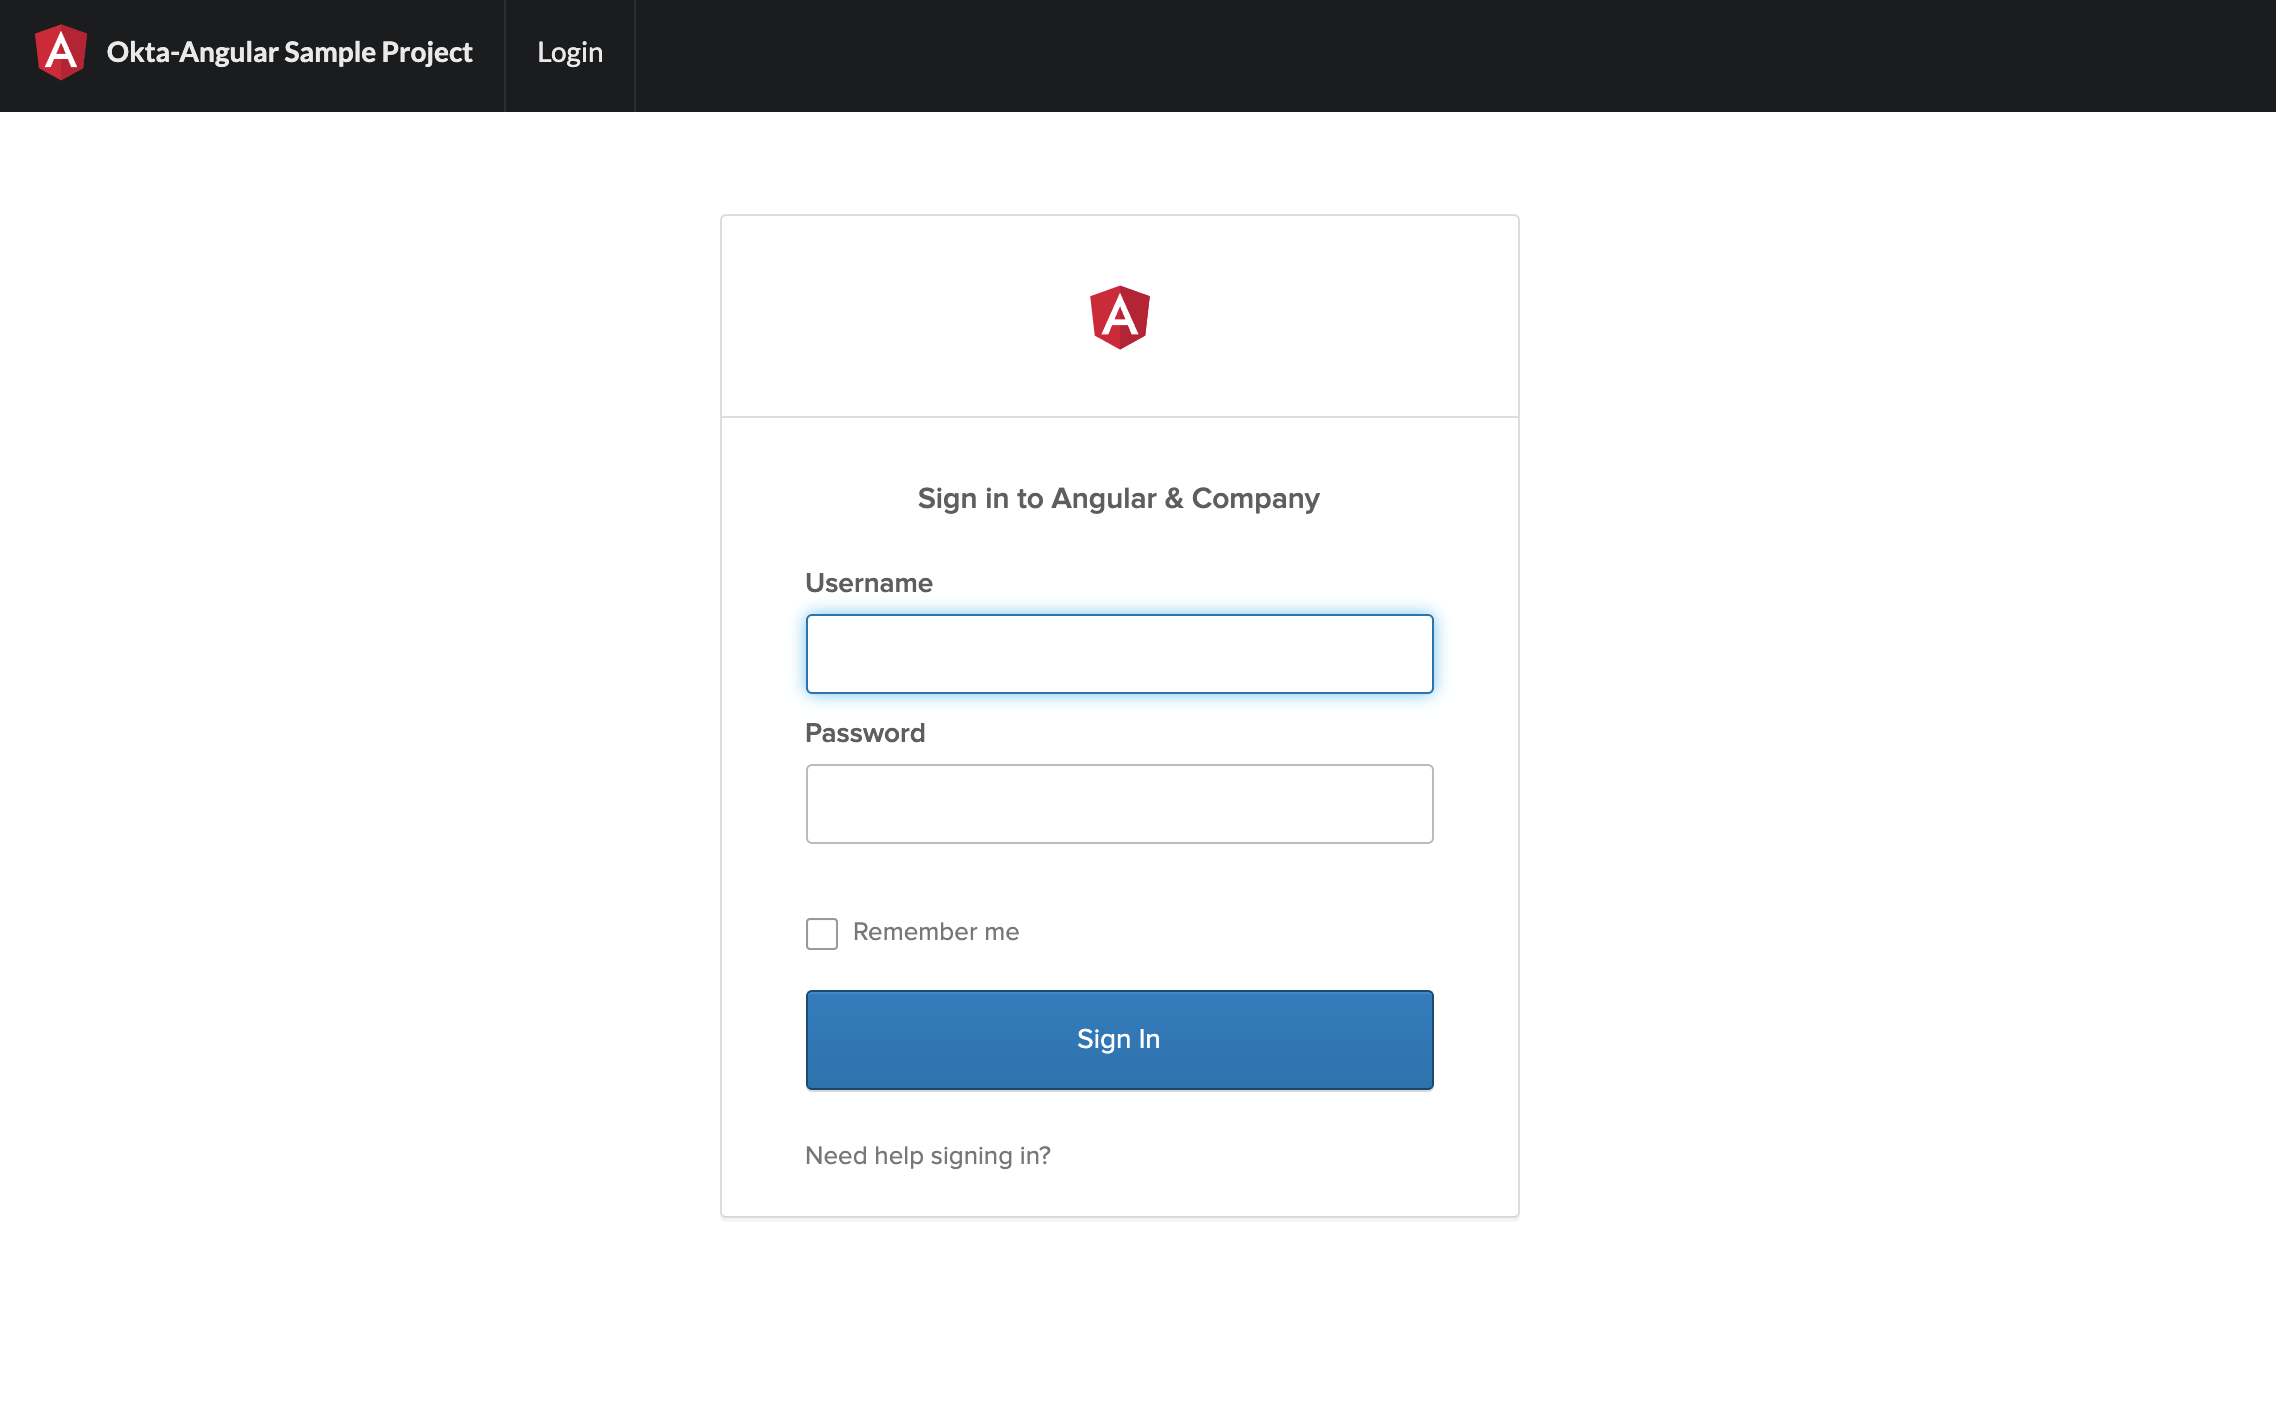 Okta-Angular Sample Project
Login
Sign in to Angular & Company
Username
Password
Remember me
Sign In
Need help signing in?